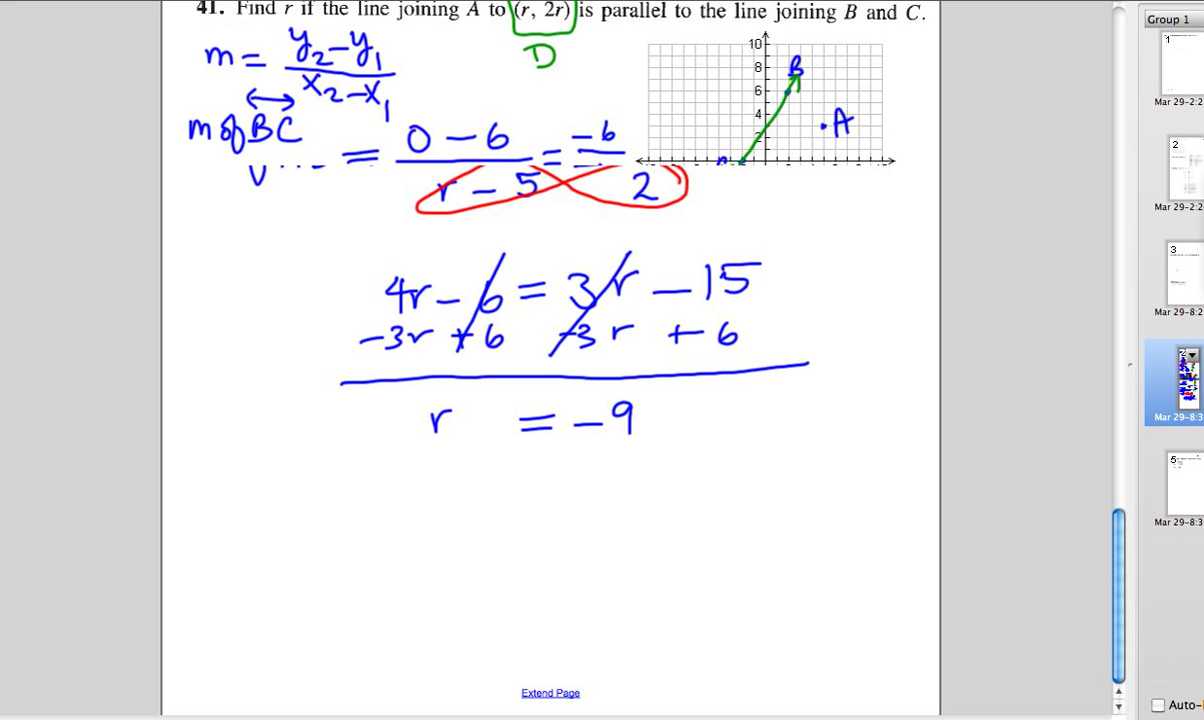 41. Find r if the line joining A to (r, 2r) is parallel to the line joining B and C.
D
m = y₂-y₁ / x₂-x₁
m of BC
= 0 - 6 / r - 5 = -6 / 2
10
8
6
4
2
B
A
4r - 6 = 3r - 15
-3r + 6 -3r + 6
r = -9
Extend Page
Group 1
1
Mar 29-2:2
2
Mar 29-2:2
3
Mar 29-8:2
Mar 29-8:3
5
Mar 29-8:3
Auto-